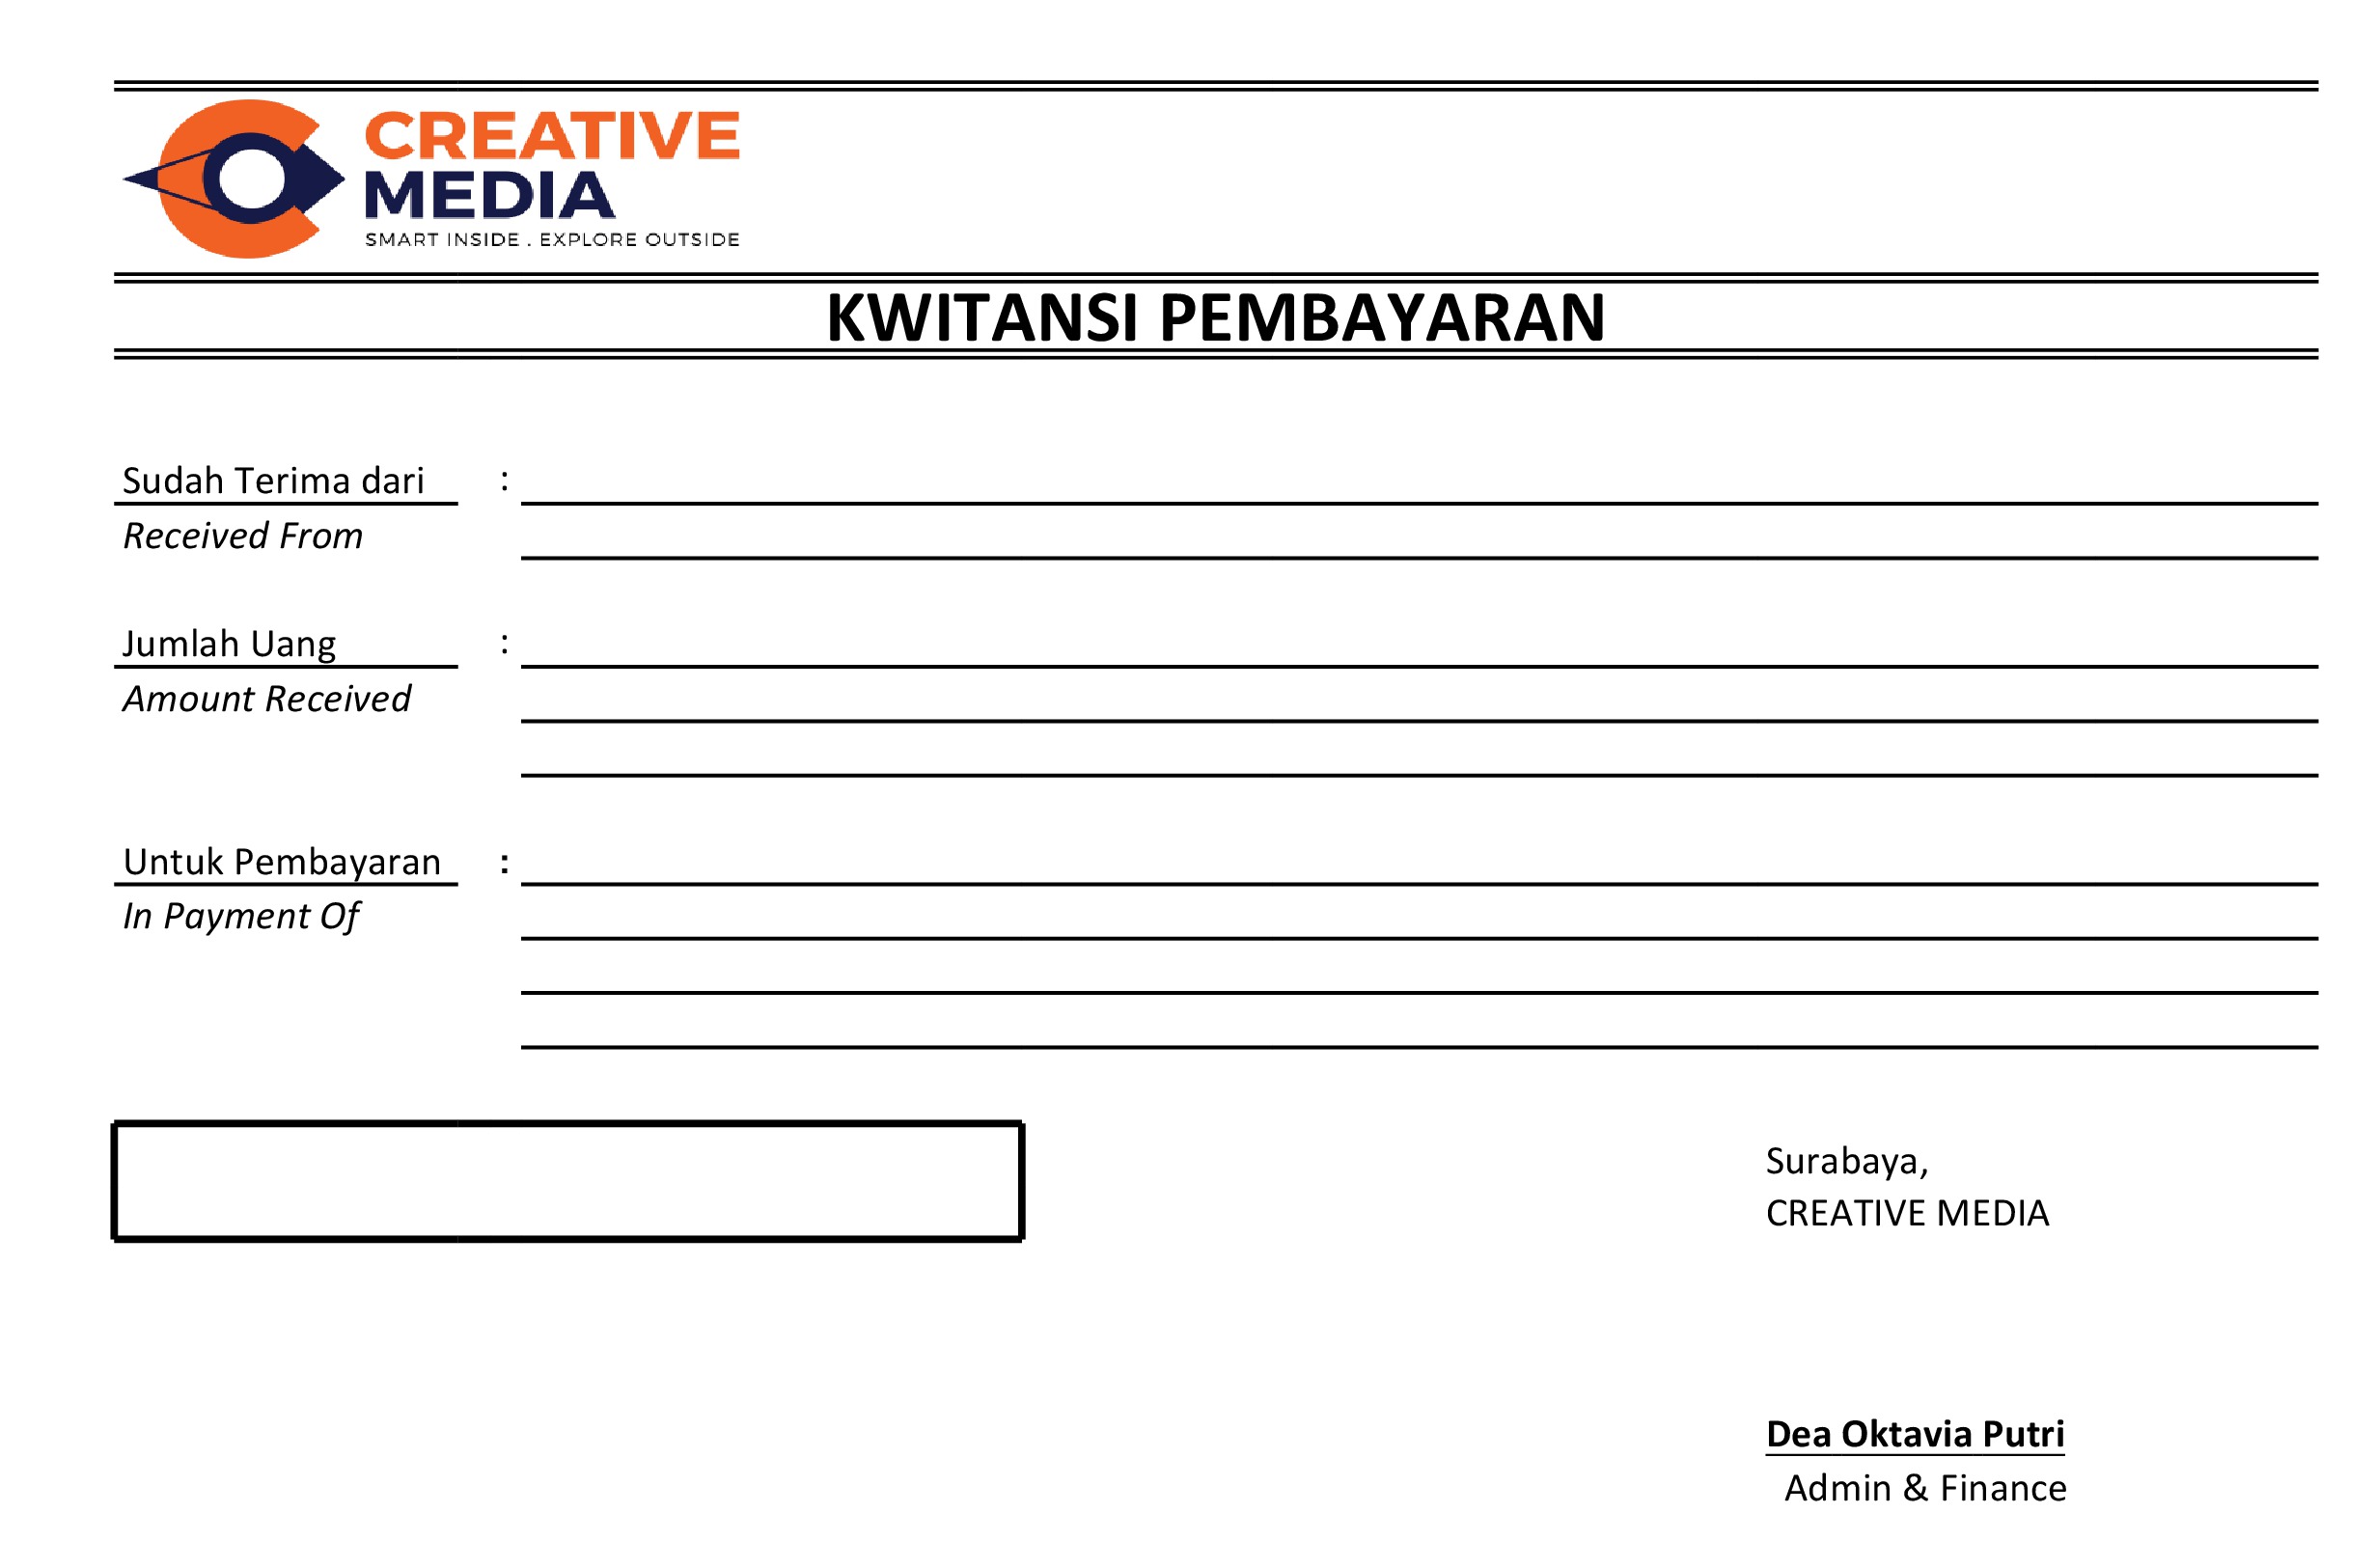 CREATIVE
MEDIA
SMART INSIDE . EXPLORE OUTSIDE
KWITANSI PEMBAYARAN
Sudah Terima dari :
Received From
Jumlah Uang :
Amount Received
Untuk Pembayaran :
In Payment Of
Surabaya,
CREATIVE MEDIA
Dea Oktavia Putri
Admin & Finance